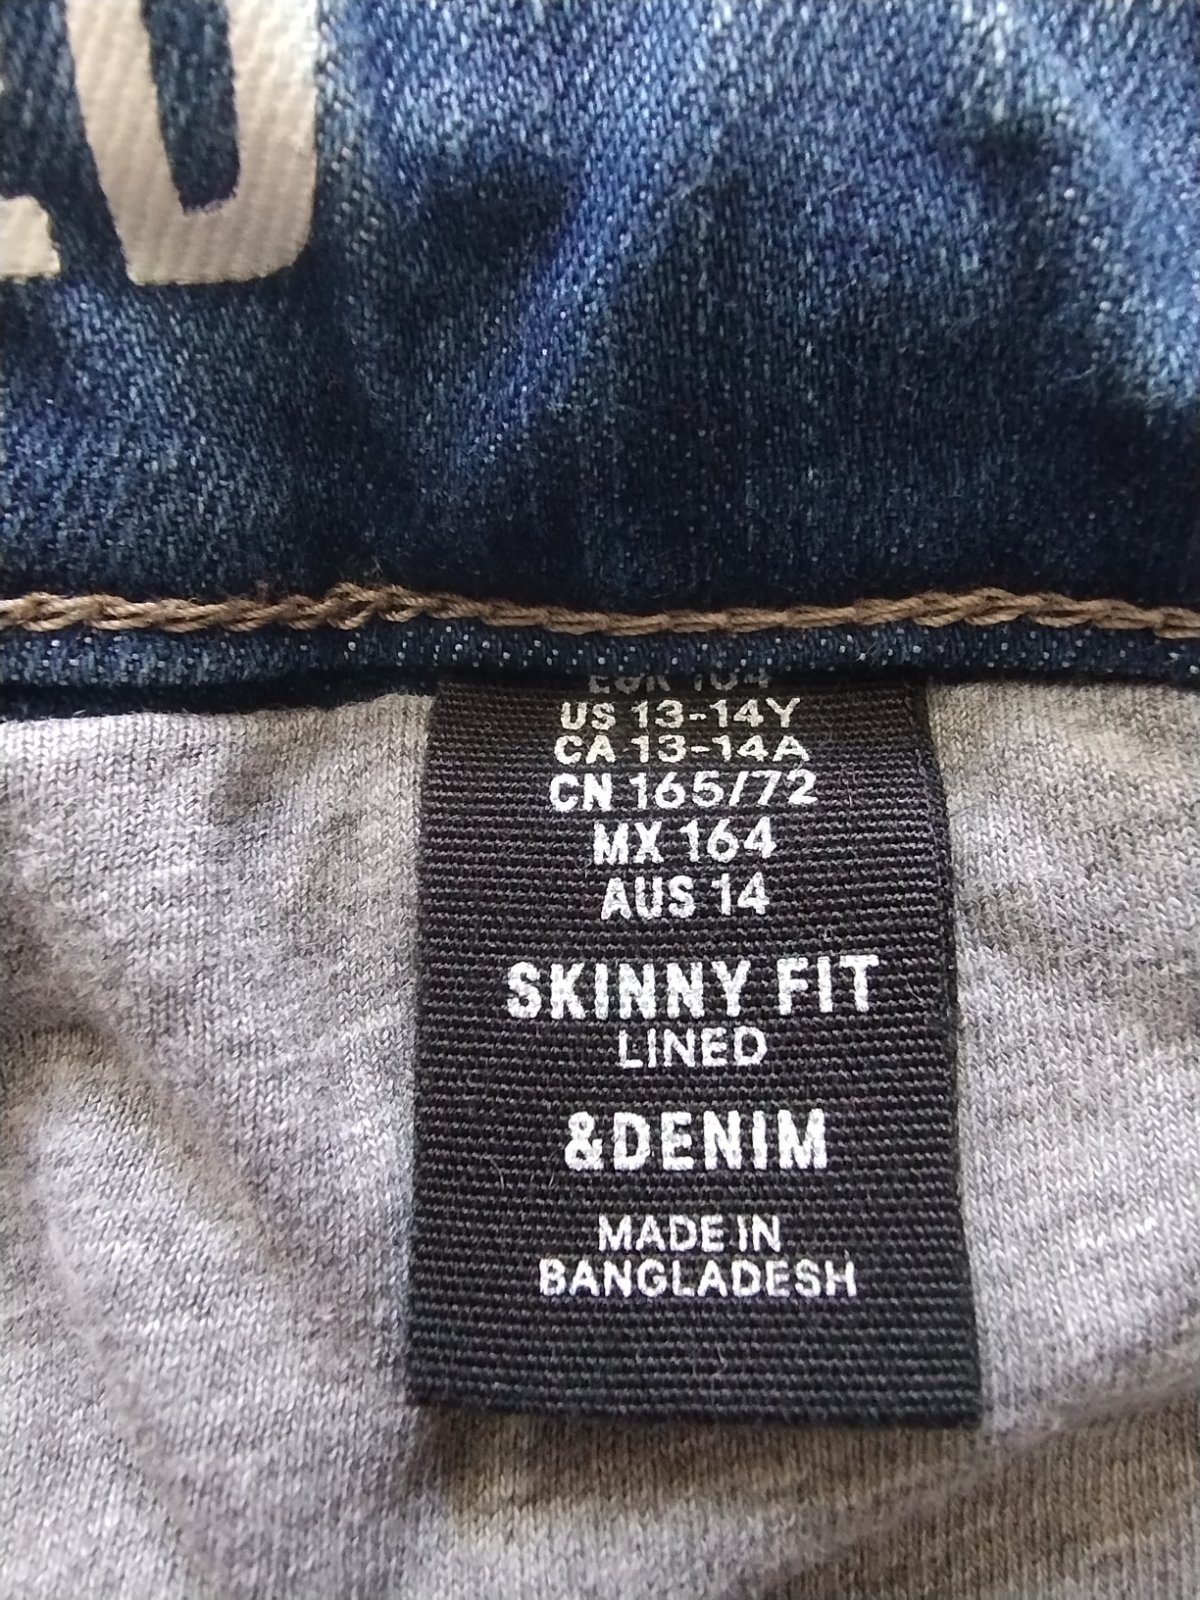 US 13-14Y
CA 13-14A
CN 165/72
MX 164
AUS 14
SKINNY FIT
LINED
&DENIM
MADE IN
BANGLADESH